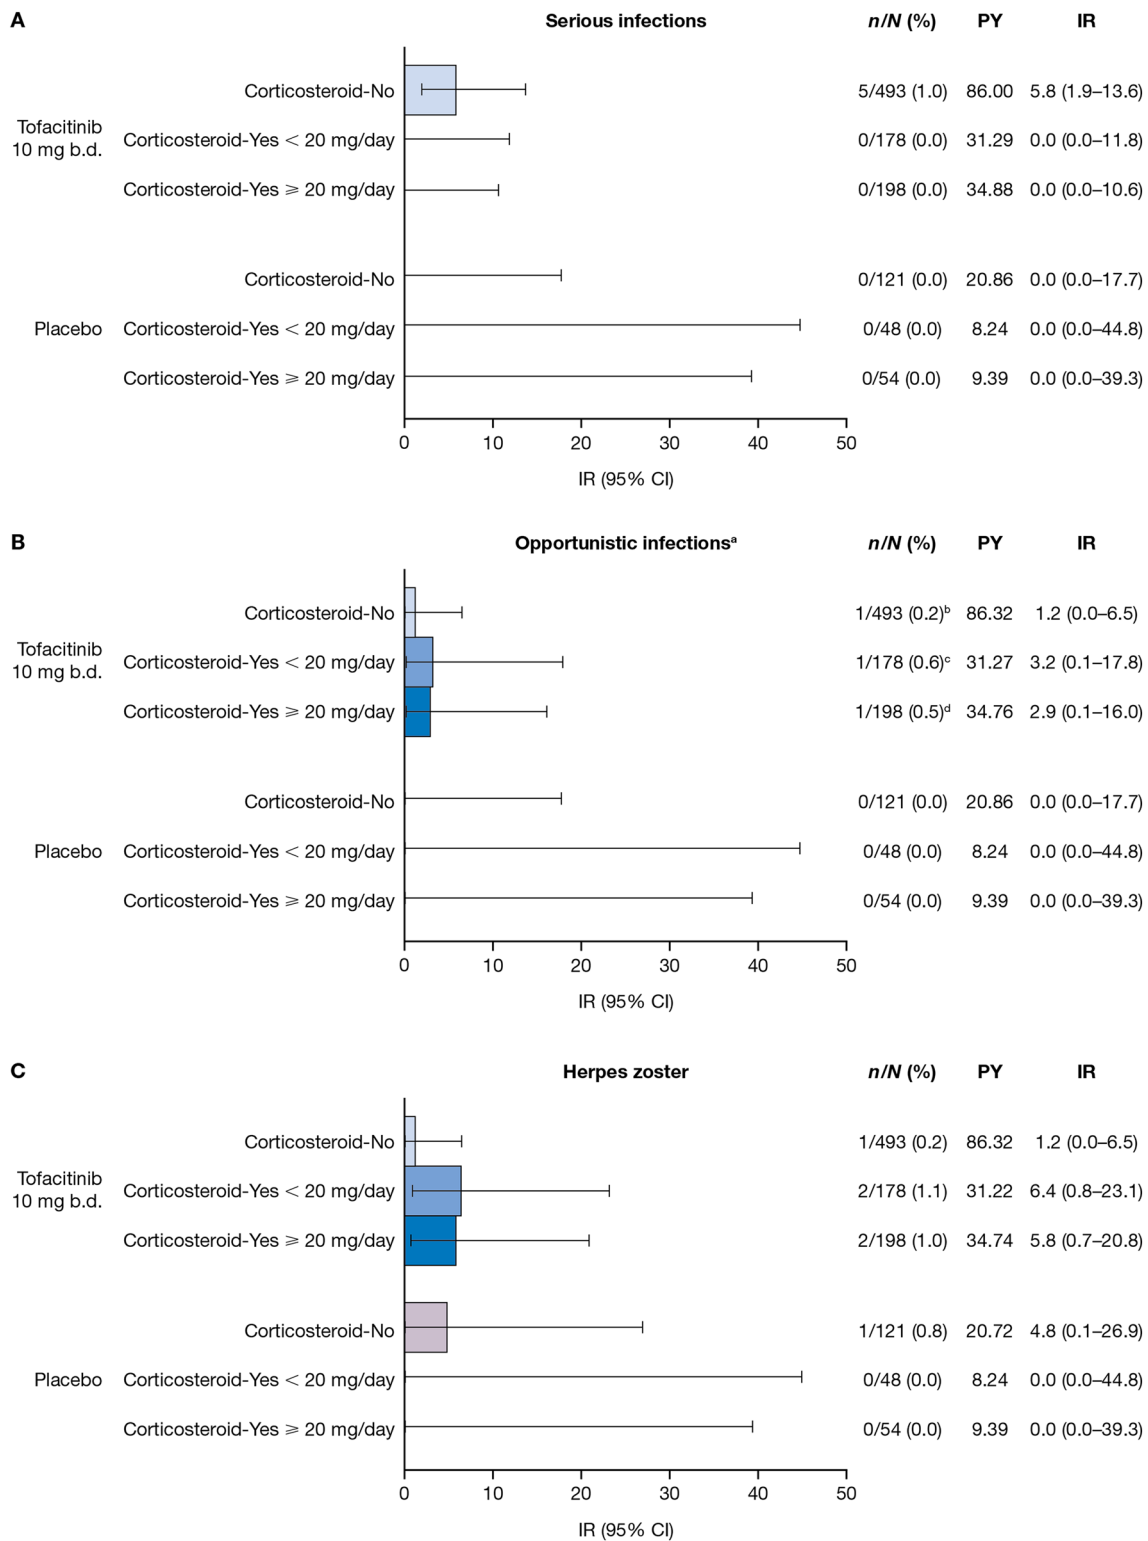 A Serious infections n/N (%) PY IR
Corticosteroid-No 5/493 (1.0) 86.00 5.8 (1.9–13.6)
Tofacitinib
10 mg b.d.
Corticosteroid-Yes < 20 mg/day 0/178 (0.0) 31.29 0.0 (0.0–11.8)
Corticosteroid-Yes ⩾ 20 mg/day 0/198 (0.0) 34.88 0.0 (0.0–10.6)
Corticosteroid-No 0/121 (0.0) 20.86 0.0 (0.0–17.7)
Placebo Corticosteroid-Yes < 20 mg/day 0/48 (0.0) 8.24 0.0 (0.0–44.8)
Corticosteroid-Yes ⩾ 20 mg/day 0/54 (0.0) 9.39 0.0 (0.0–39.3)
0 10 20 30 40 50
IR (95% CI)
B Opportunistic infectionsᵃ n/N (%) PY IR
Corticosteroid-No 1/493 (0.2)ᵇ 86.32 1.2 (0.0–6.5)
Tofacitinib
10 mg b.d.
Corticosteroid-Yes < 20 mg/day 1/178 (0.6)ᶜ 31.27 3.2 (0.1–17.8)
Corticosteroid-Yes ⩾ 20 mg/day 1/198 (0.5)ᵈ 34.76 2.9 (0.1–16.0)
Corticosteroid-No 0/121 (0.0) 20.86 0.0 (0.0–17.7)
Placebo Corticosteroid-Yes < 20 mg/day 0/48 (0.0) 8.24 0.0 (0.0–44.8)
Corticosteroid-Yes ⩾ 20 mg/day 0/54 (0.0) 9.39 0.0 (0.0–39.3)
0 10 20 30 40 50
IR (95% CI)
C Herpes zoster n/N (%) PY IR
Corticosteroid-No 1/493 (0.2) 86.32 1.2 (0.0–6.5)
Tofacitinib
10 mg b.d.
Corticosteroid-Yes < 20 mg/day 2/178 (1.1) 31.22 6.4 (0.8–23.1)
Corticosteroid-Yes ⩾ 20 mg/day 2/198 (1.0) 34.74 5.8 (0.7–20.8)
Corticosteroid-No 1/121 (0.8) 20.72 4.8 (0.1–26.9)
Placebo Corticosteroid-Yes < 20 mg/day 0/48 (0.0) 8.24 0.0 (0.0–44.8)
Corticosteroid-Yes ⩾ 20 mg/day 0/54 (0.0) 9.39 0.0 (0.0–39.3)
0 10 20 30 40 50
IR (95% CI)